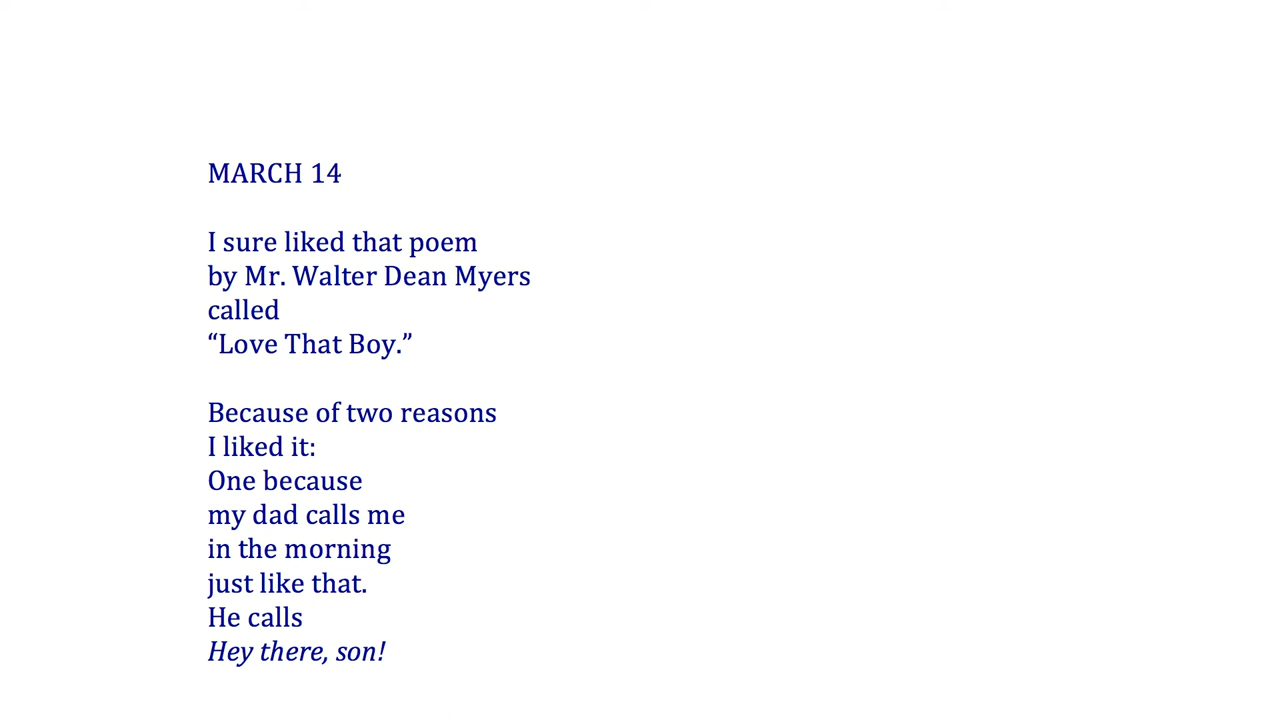 MARCH 14
I sure liked that poem
by Mr. Walter Dean Myers
called
“Love That Boy.”
Because of two reasons
I liked it:
One because
my dad calls me
in the morning
just like that.
He calls
Hey there, son!